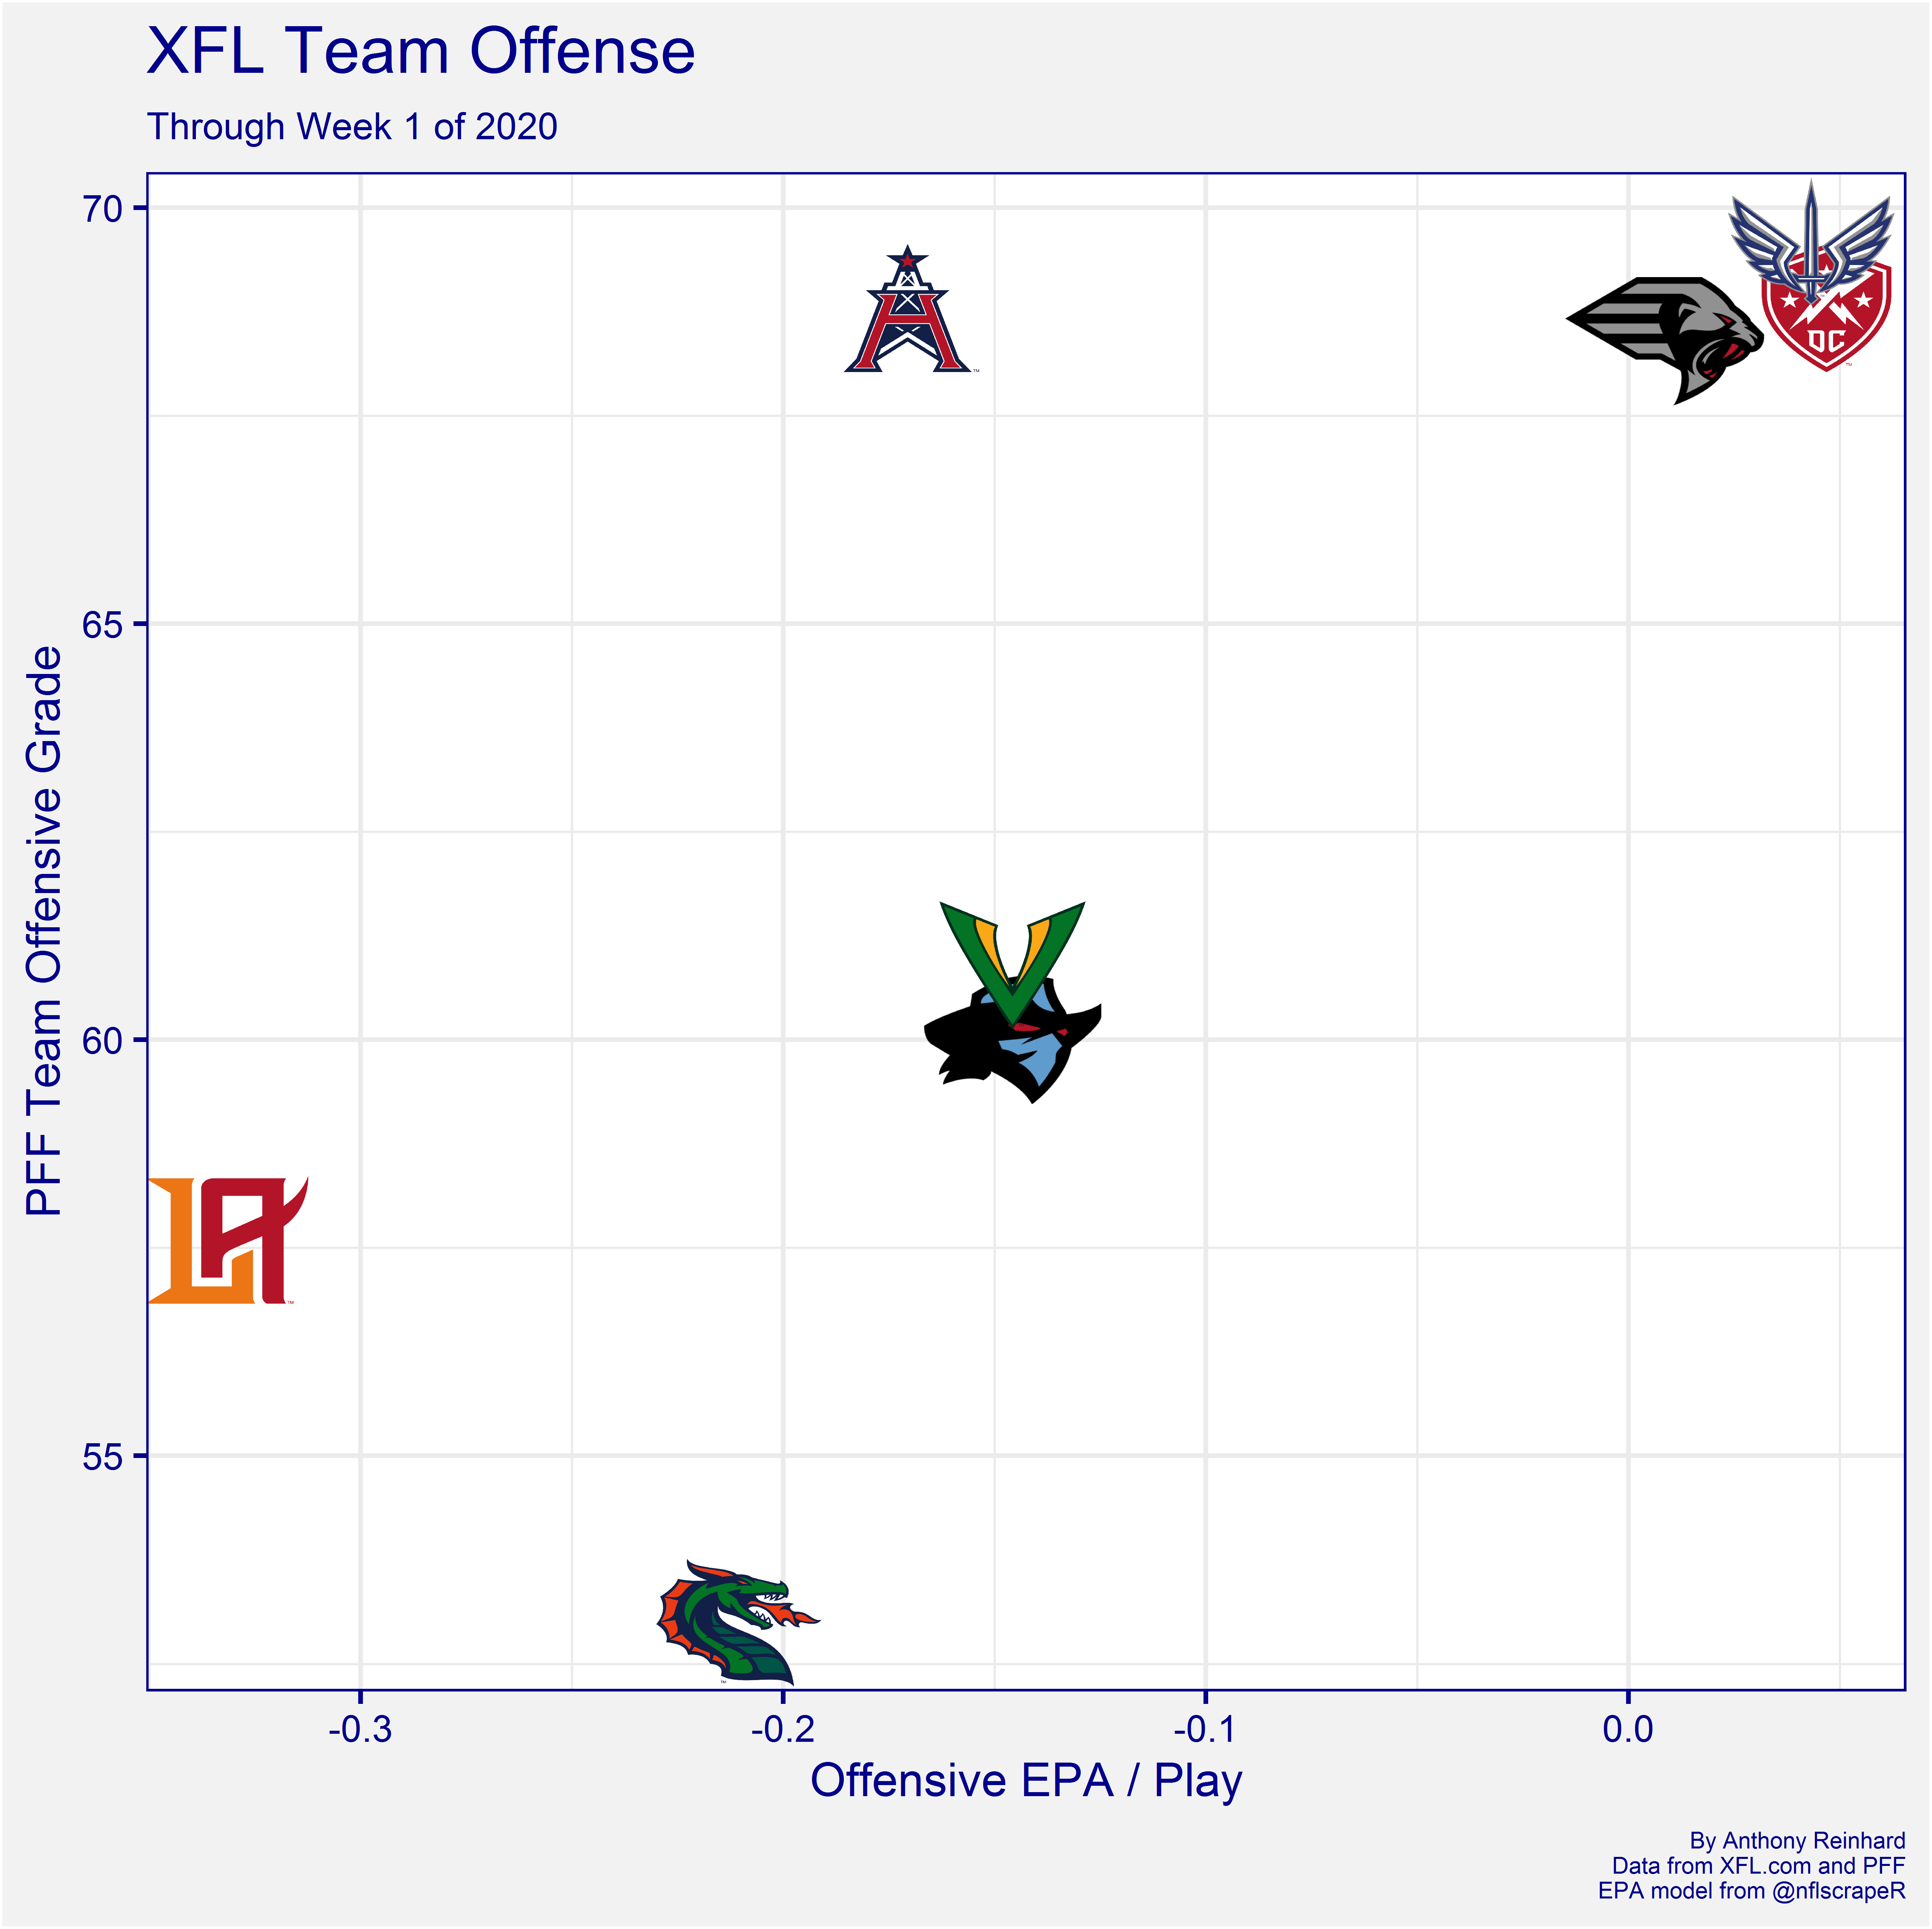 XFL Team Offense
Through Week 1 of 2020
PFF Team Offensive Grade
70
65
60
55
DC
LA
-0.3
-0.2
-0.1
0.0
Offensive EPA / Play
By Anthony Reinhard
Data from XFL.com and PFF
EPA model from @nflscrapeR